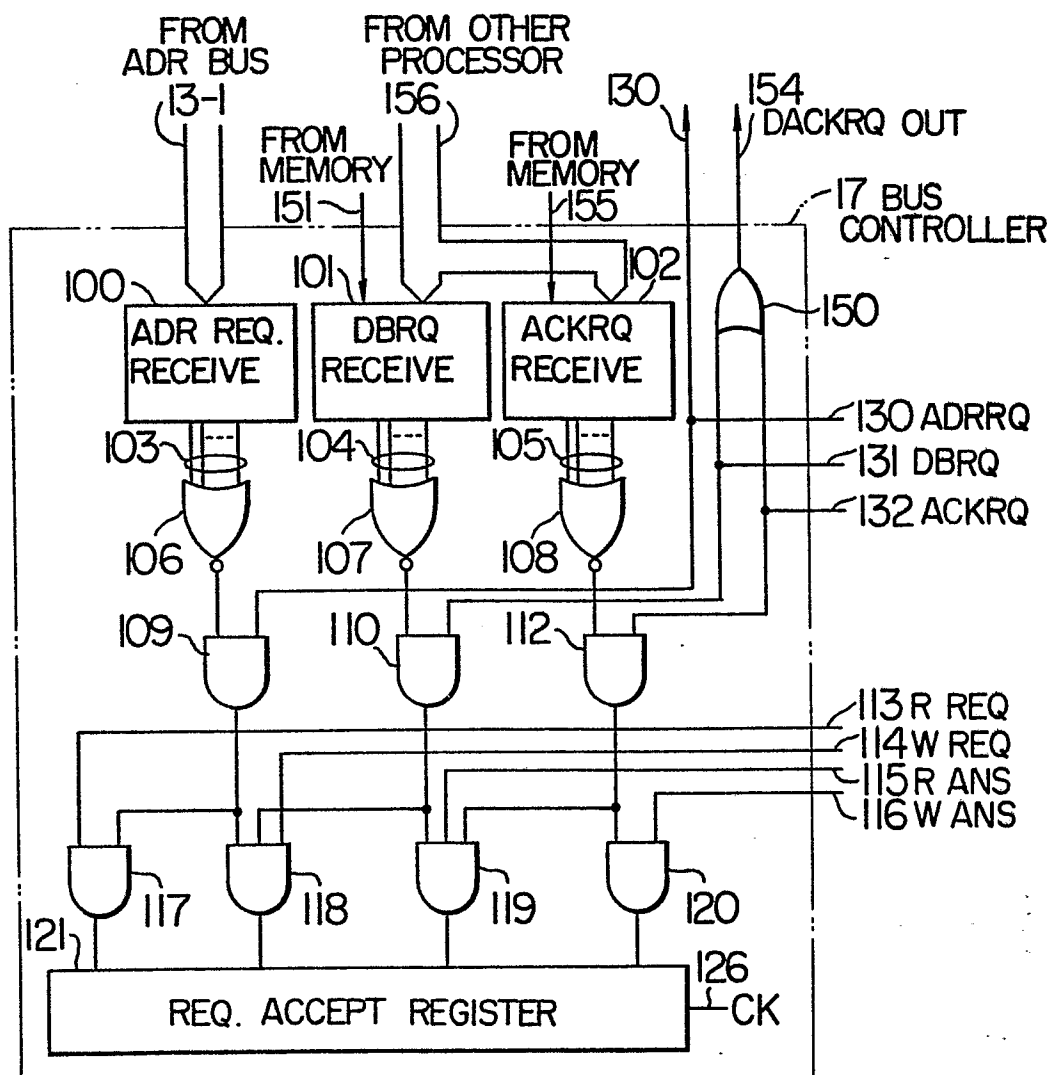 FROM
ADR BUS
13-1
FROM OTHER
PROCESSOR
156
FROM
MEMORY
151
FROM
MEMORY
155
130
154
DACKRQ OUT
17 BUS
CONTROLLER
100
101
102
150
ADR REQ.
RECEIVE
DBRQ
RECEIVE
ACKRQ
RECEIVE
130 ADRRQ
131 DBRQ
132 ACKRQ
103
104
105
106
107
108
109
110
112
113 R REQ
114 W REQ
115 R ANS
116 W ANS
117
118
119
120
121
126
REQ. ACCEPT REGISTER
CK